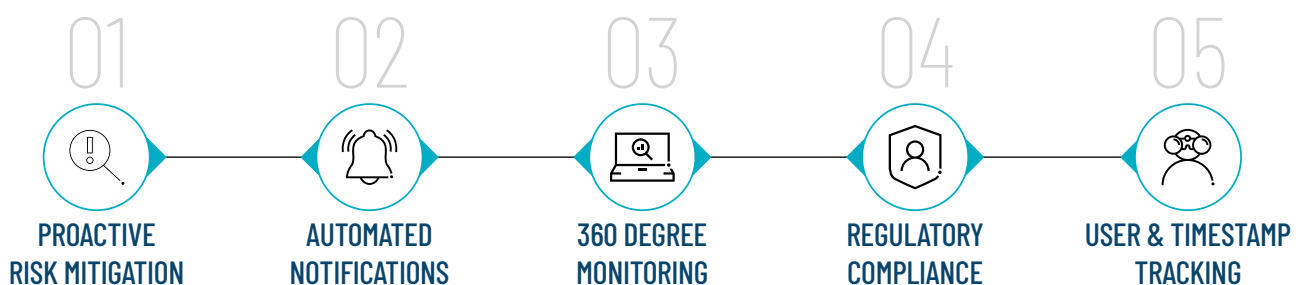 01
02
03
04
05
PROACTIVE
RISK MITIGATION
AUTOMATED
NOTIFICATIONS
360 DEGREE
MONITORING
REGULATORY
COMPLIANCE
USER & TIMESTAMP
TRACKING